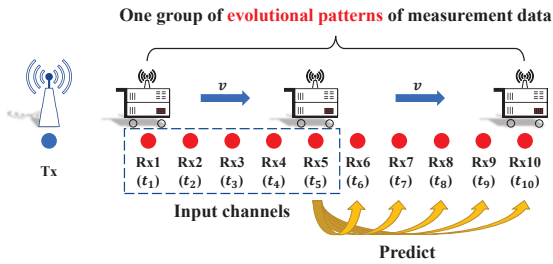 One group of evolutional patterns of measurement data
v
v
Tx
Rx1 Rx2 Rx3 Rx4 Rx5 Rx6 Rx7 Rx8 Rx9 Rx10
(t₁) (t₂) (t₃) (t₄) (t₅) (t₆) (t₇) (t₈) (t₉) (t₁₀)
Input channels
Predict